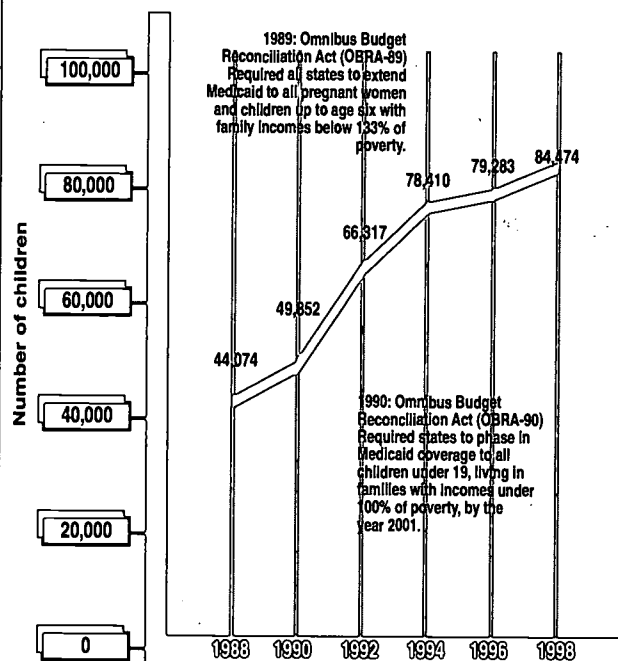 1989: Omnibus Budget
Reconciliation Act (OBRA-89)
Required all states to extend
Medicaid to all pregnant women
and children up to age six with
family incomes below 133% of
poverty.
100,000
80,000
60,000
40,000
20,000
0
Number of children
44,074
49,852
66,317
78,410
79,283
84,474
1990: Omnibus Budget
Reconciliation Act (OBRA-90)
Required states to phase in
Medicaid coverage to all
children under 19, living in
families with incomes under
100% of poverty, by the
year 2001.
1988 1990 1992 1994 1996 1998